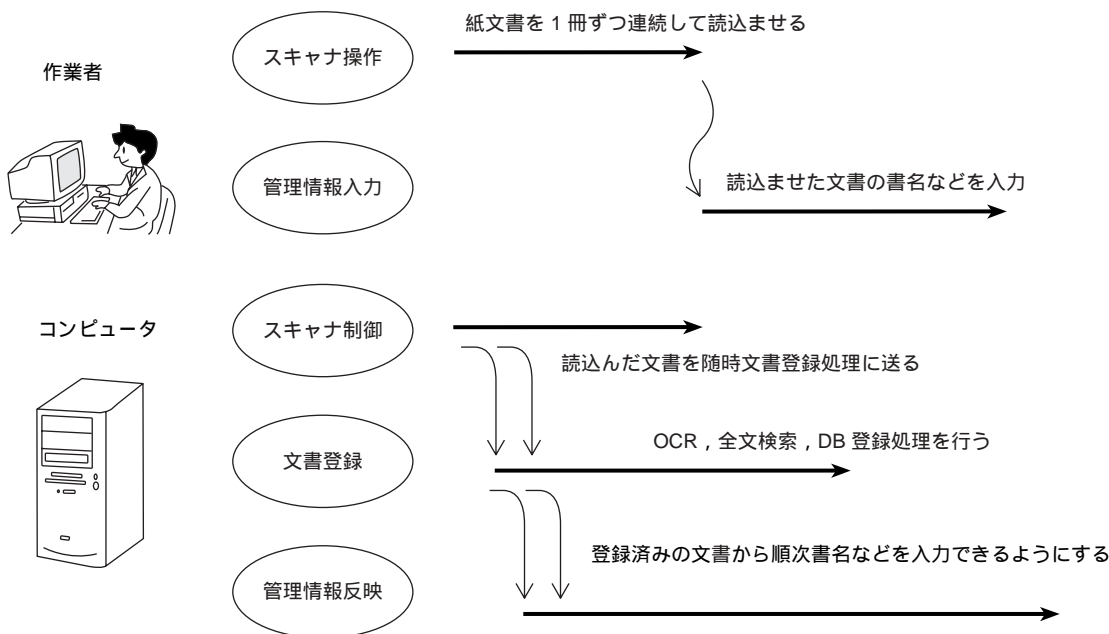 紙文書を 1 冊ずつ連続して読込ませる
スキャナ操作
作業者
管理情報入力
読込ませた文書の書名などを入力
コンピュータ
スキャナ制御
読込んだ文書を随時文書登録処理に送る
OCR，全文検索，DB 登録処理を行う
文書登録
登録済みの文書から順次書名などを入力できるようにする
管理情報反映